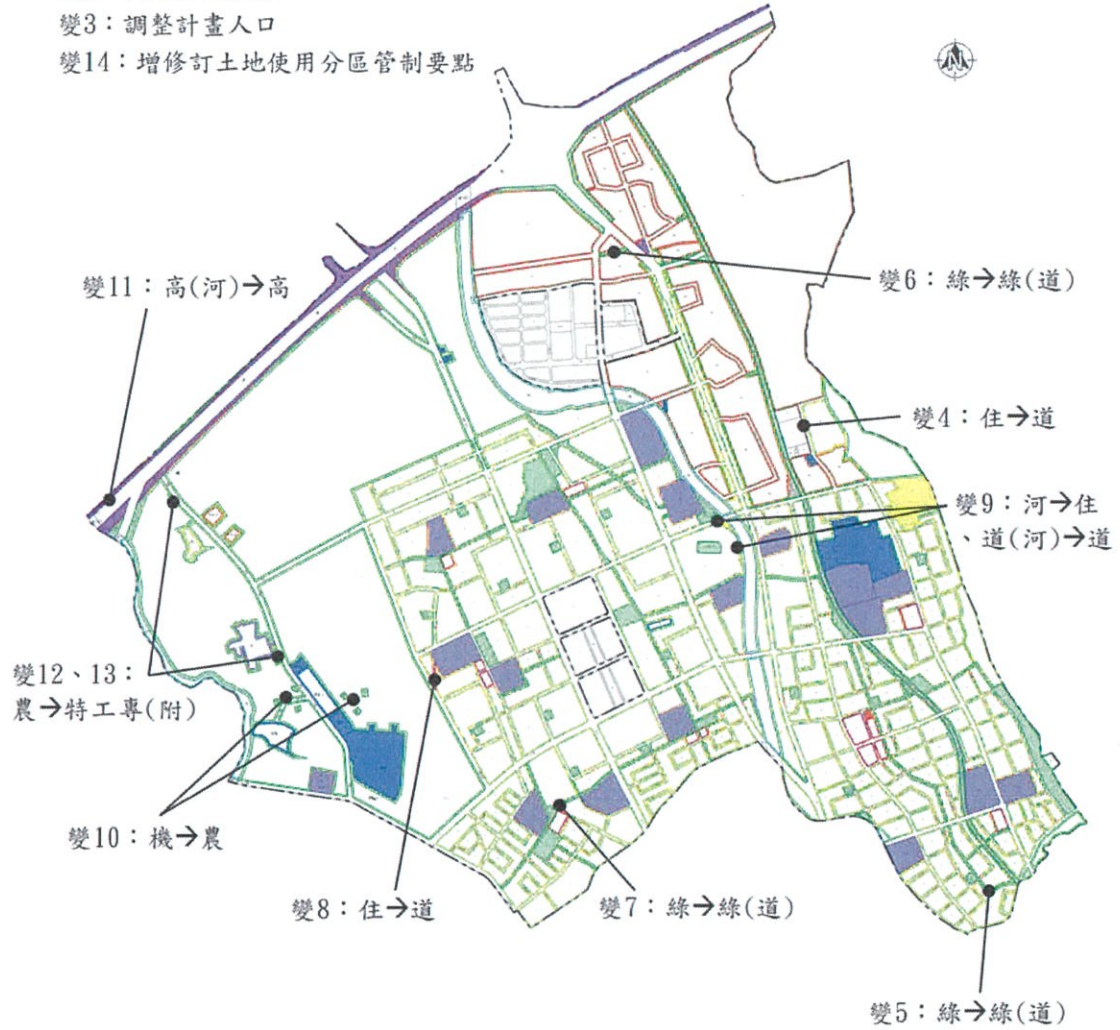 變3：調整計畫人口
變14：增修訂土地使用分區管制要點
N
變11：高(河)→高
變6：綠→綠(道)
變4：住→道
變9：河→住
、道(河)→道
變12、13：
農→特工專(附)
變10：機→農
變8：住→道
變7：綠→綠(道)
變5：綠→綠(道)